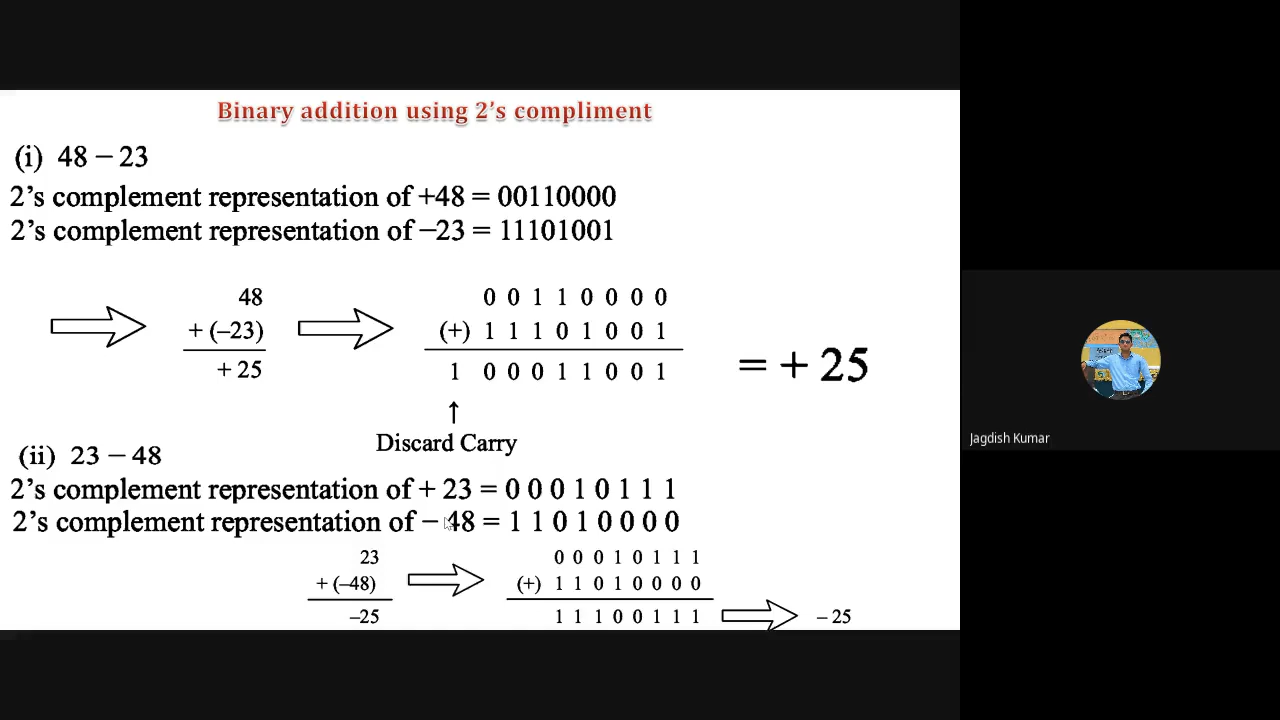 Binary addition using 2's compliment
(i) 48 – 23
2's complement representation of +48 = 00110000
2's complement representation of –23 = 11101001
48
+ (–23)
+ 25
0 0 1 1 0 0 0 0
(+) 1 1 1 0 1 0 0 1
1 0 0 0 1 1 0 0 1
= + 25
↑
Discard Carry
Jagdish Kumar
(ii) 23 – 48
2's complement representation of + 23 = 0 0 0 1 0 1 1 1
2's complement representation of – 48 = 1 1 0 1 0 0 0 0
23
+ (–48)
–25
0 0 0 1 0 1 1 1
(+) 1 1 0 1 0 0 0 0
1 1 1 0 0 1 1 1
– 25